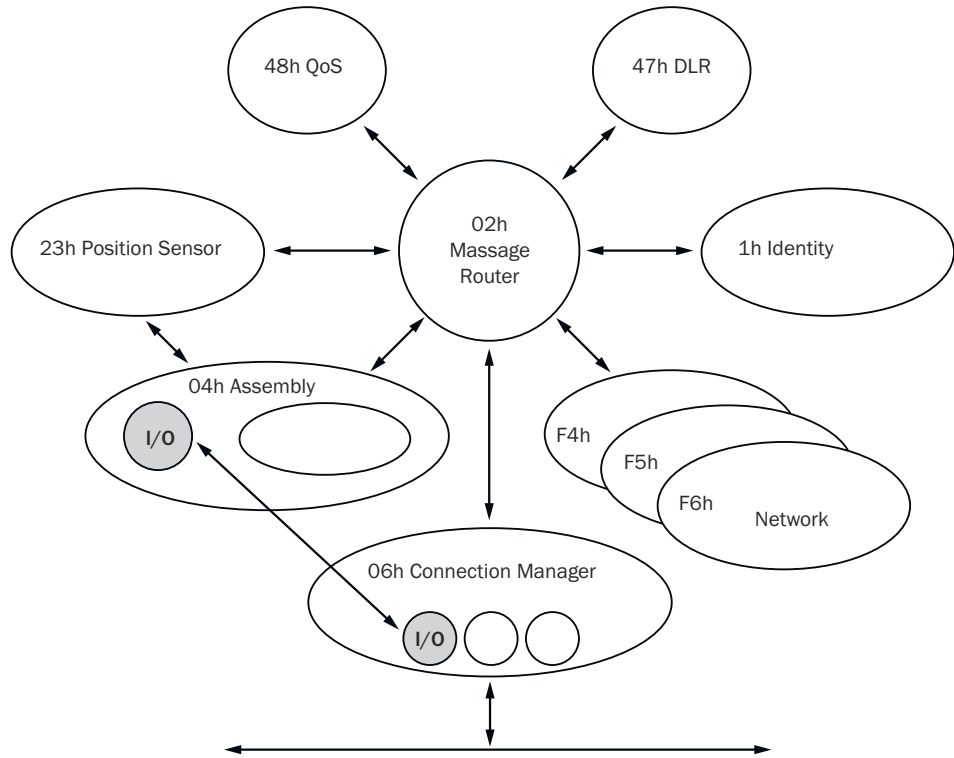 48h QoS
47h DLR
02h
Massage
Router
23h Position Sensor
1h Identity
04h Assembly
I/O
F4h
F5h
F6h
Network
06h Connection Manager
I/O